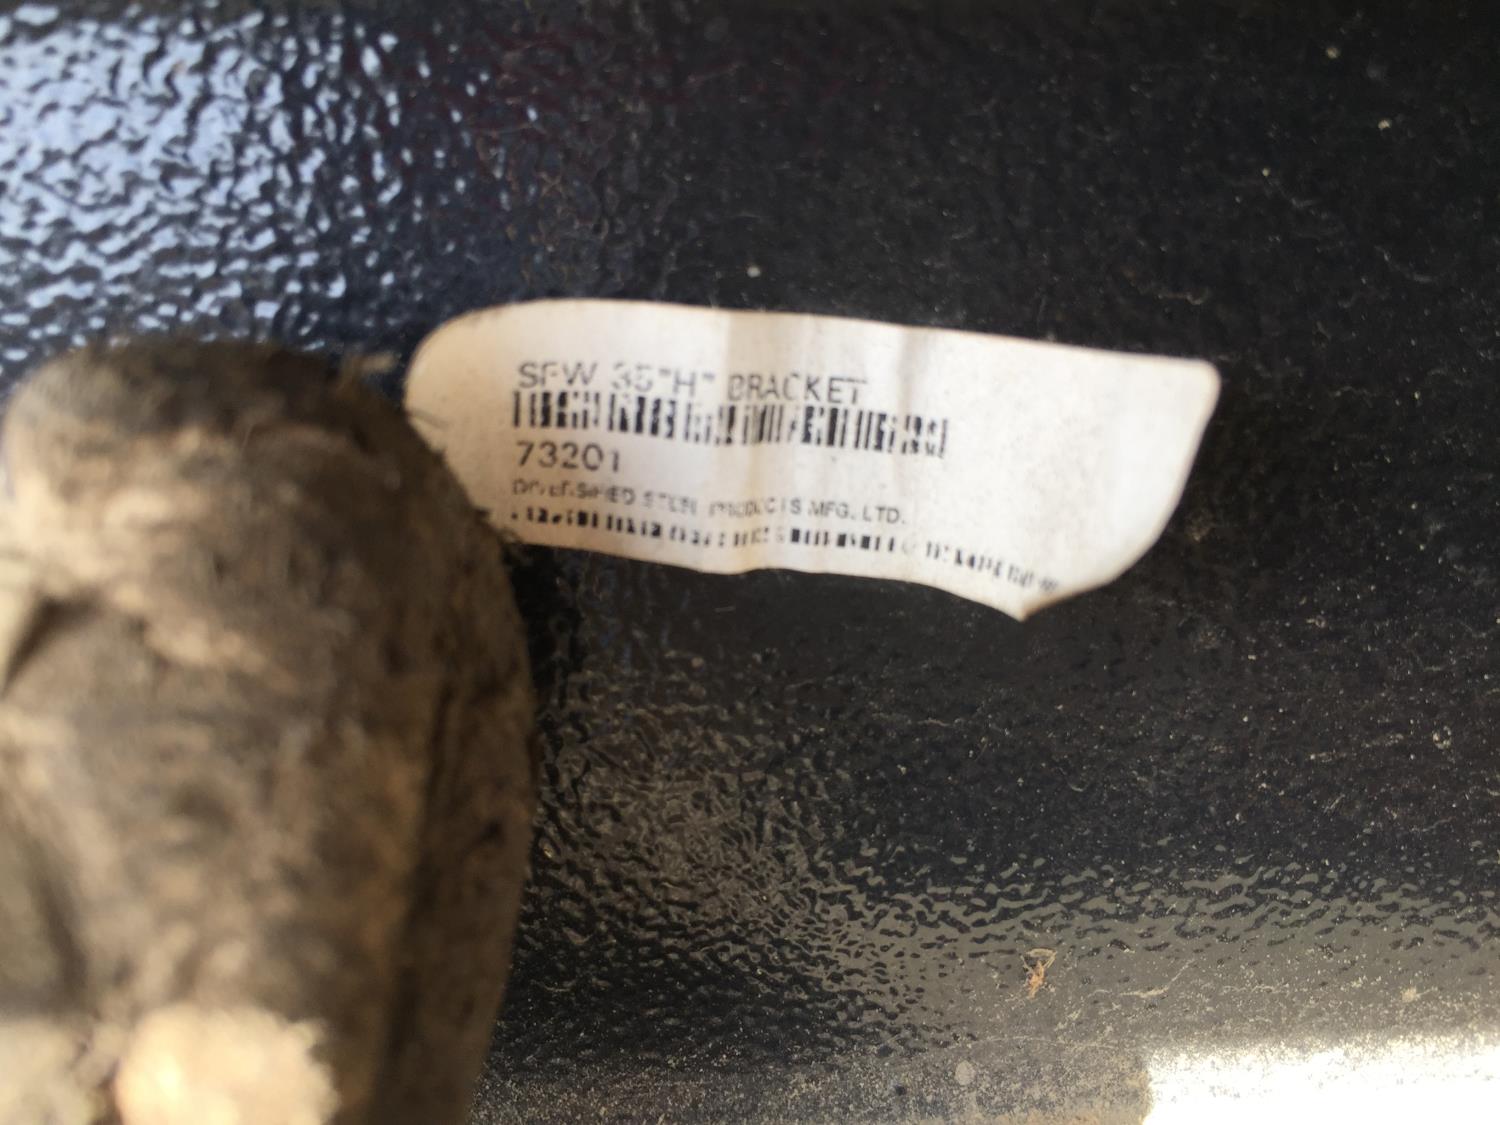 SFW 35"H" BRACKET
73201
DIVERSIFIED STEEL PRODUCTS MFG. LTD.